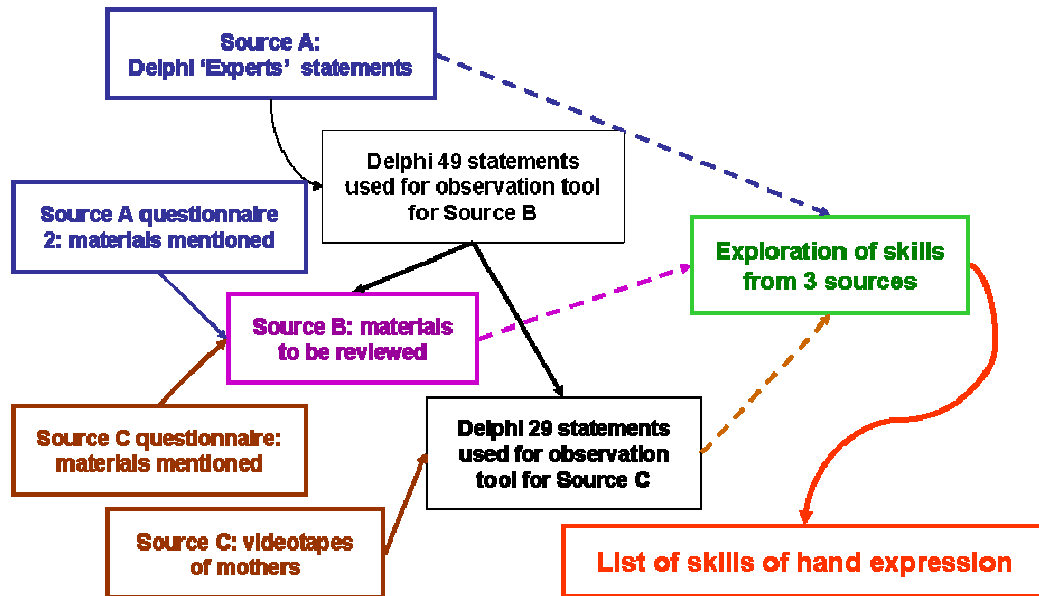 Source A:
Delphi ‘Experts’ statements
Delphi 49 statements
used for observation tool
for Source B
Source A questionnaire
2: materials mentioned
Exploration of skills
from 3 sources
Source B: materials
to be reviewed
Source C questionnaire:
materials mentioned
Delphi 29 statements
used for observation
tool for Source C
Source C: videotapes
of mothers
List of skills of hand expression